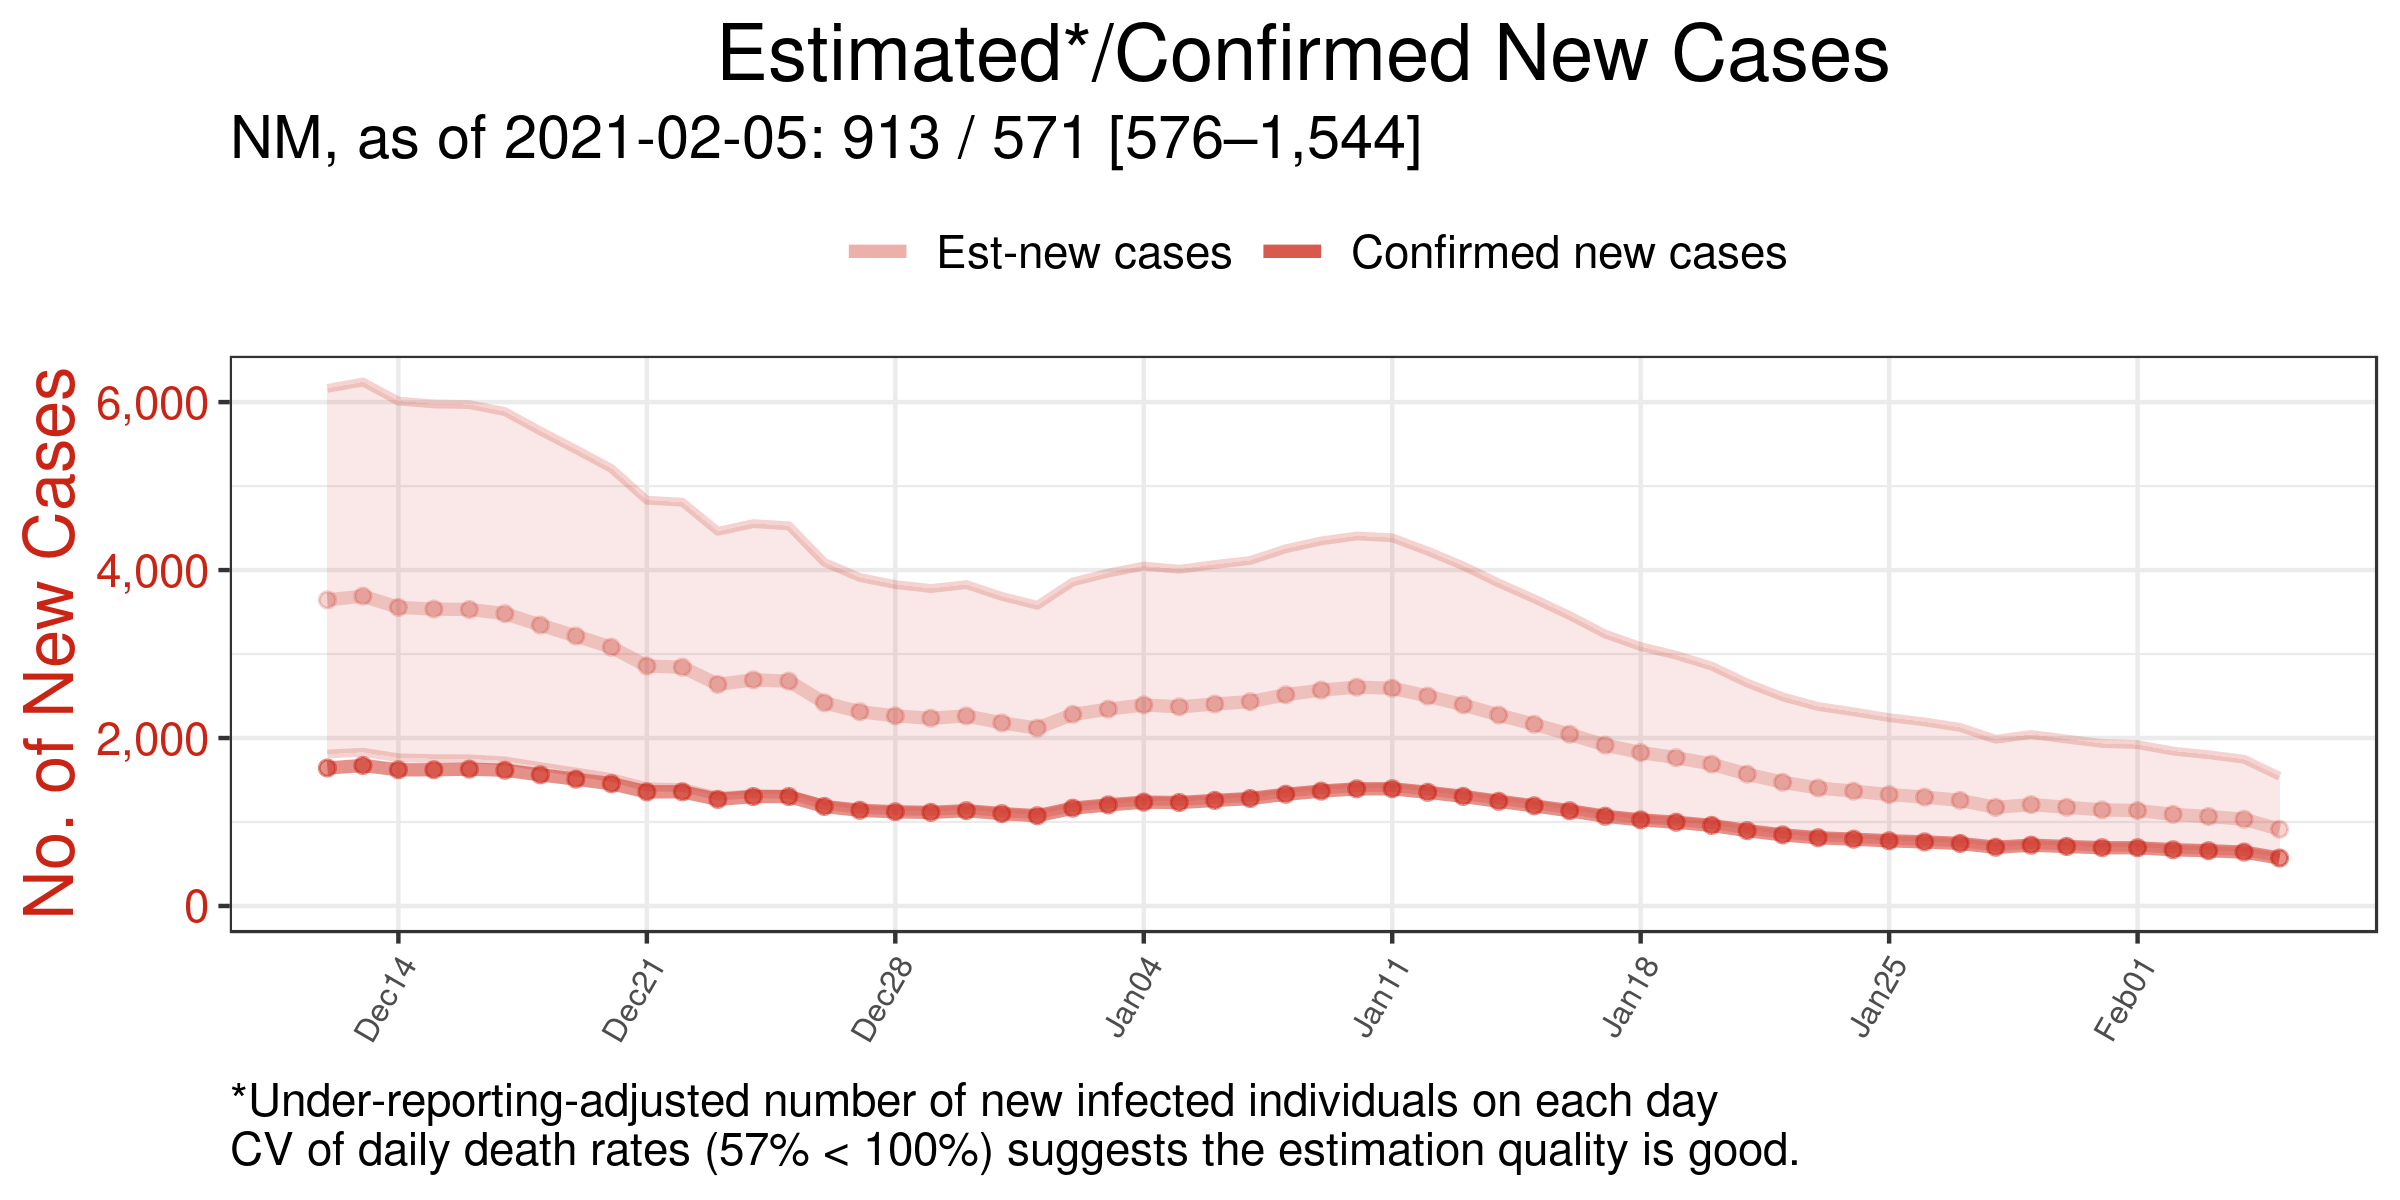 Estimated*/Confirmed New Cases
NM, as of 2021-02-05: 913 / 571 [576–1,544]
Est-new cases
Confirmed new cases
No. of New Cases
6,000
4,000
2,000
0
Dec14
Dec21
Dec28
Jan04
Jan11
Jan18
Jan25
Feb01
*Under-reporting-adjusted number of new infected individuals on each day
CV of daily death rates (57% < 100%) suggests the estimation quality is good.